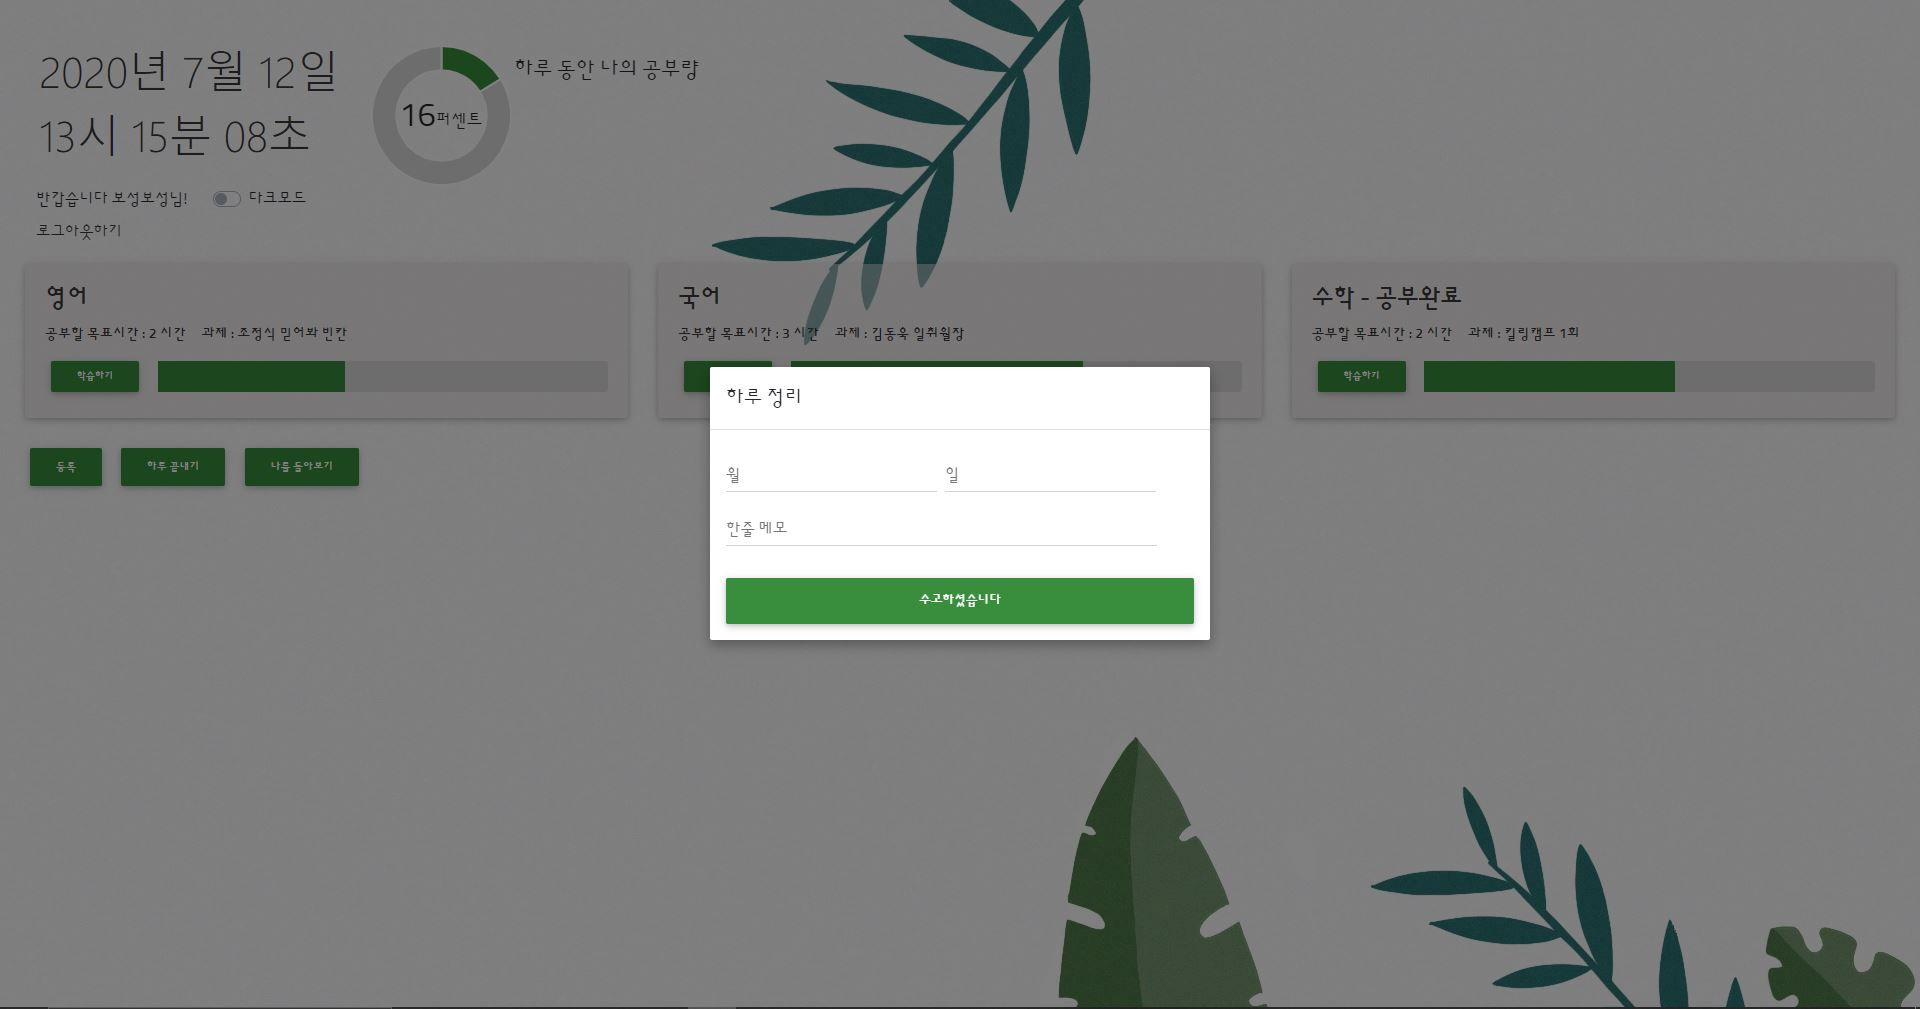 2020년 7월 12일
13시 15분 08초
16퍼센트
하루 동안 나의 공부량
반갑습니다 보성보성님!
다크모드
로그아웃하기
영어
공부할 목표시간 : 2 시간 과제 : 조정식 믿어봐 빈칸
학습하기
국어
공부할 목표시간 : 3 시간 과제 : 김동욱 일취월장
수학 - 공부완료
공부할 목표시간 : 2 시간 과제 : 킬링캠프 1회
학습하기
등록
하루 끝내기
나를 돌아보기
하루 정리
월
일
한줄 메모
수고하셨습니다